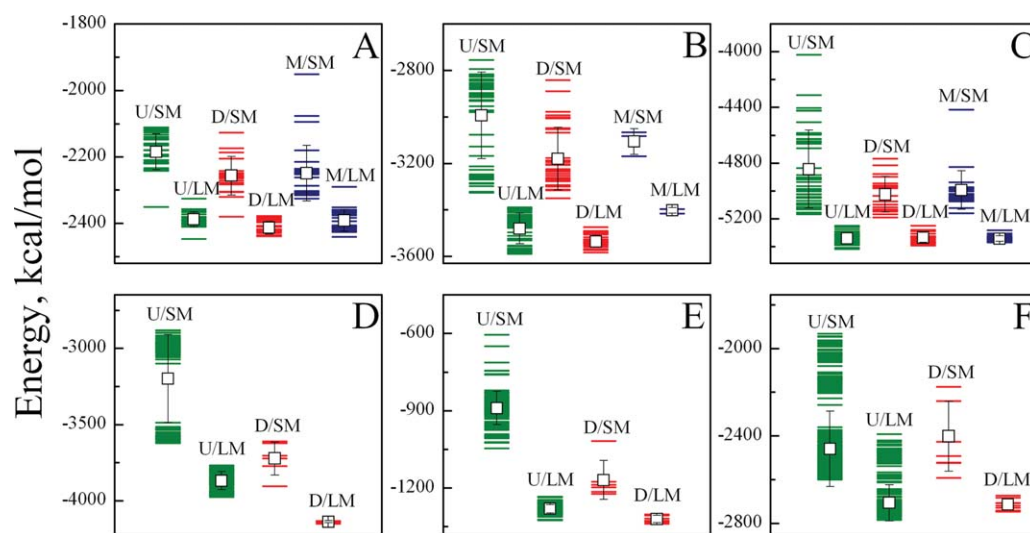 Energy, kcal/mol
-1800
-2000
-2200
-2400
A
U/SM
U/LM
D/SM
D/LM
M/SM
M/LM
-2800
-3200
-3600
B
U/SM
U/LM
D/SM
D/LM
M/SM
M/LM
-4000
-4400
-4800
-5200
C
U/SM
U/LM
D/SM
D/LM
M/SM
M/LM
-3000
-3500
-4000
D
U/SM
U/LM
D/SM
D/LM
-600
-900
-1200
E
U/SM
U/LM
D/SM
D/LM
-2000
-2400
-2800
F
U/SM
U/LM
D/SM
D/LM